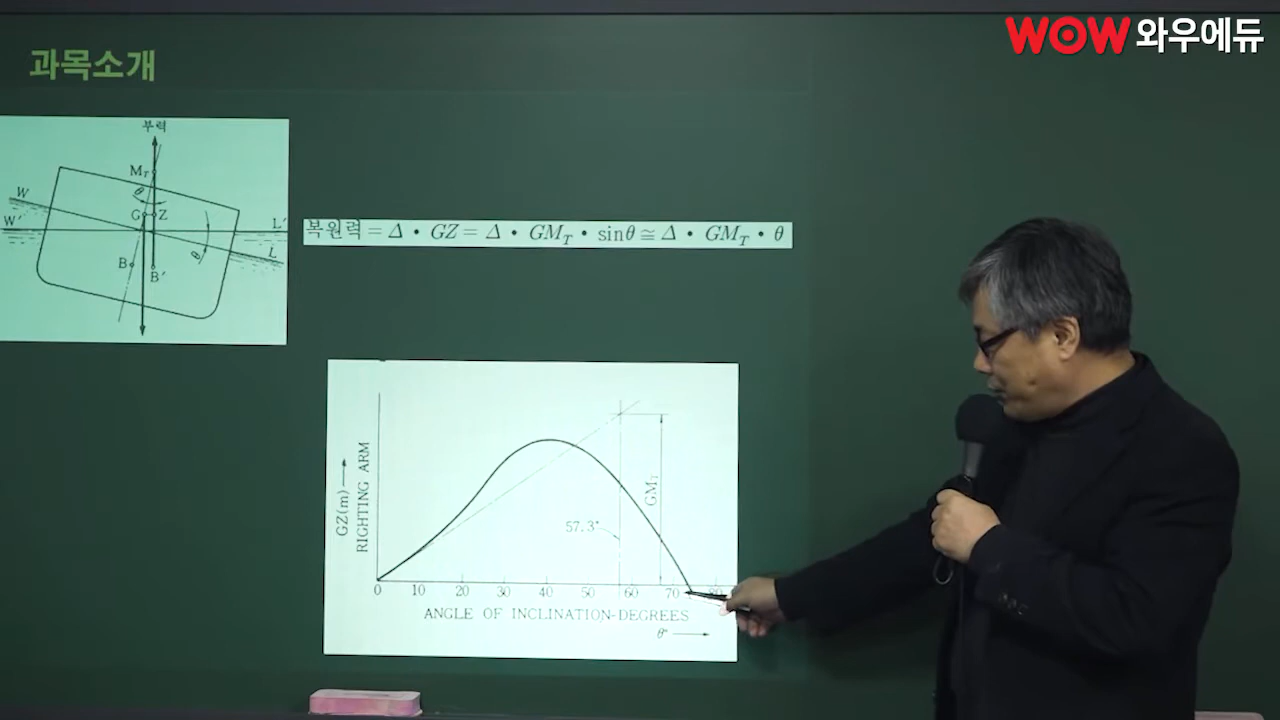 과목소개
WOW 와우에듀
부력
M_T
θ
W
G Z
W' L'
L
θ
B
B'
복원력 = Δ • GZ = Δ • GM_T • sinθ ≅ Δ • GM_T • θ
GZ(m)
RIGHTING ARM
GM_T
57.3°
0 10 20 30 40 50 60 70
ANGLE OF INCLINATION-DEGREES
θ°